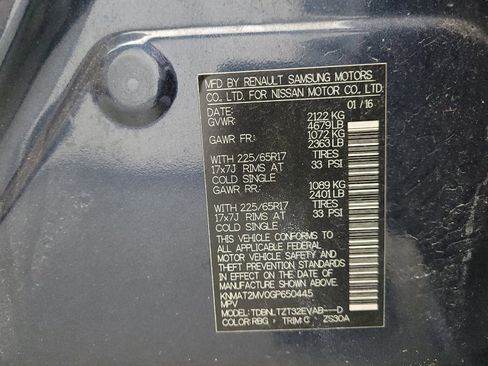 MFD BY RENAULT SAMSUNG MOTORS
CO., LTD. FOR NISSAN MOTOR CO., LTD.
DATE: 01/16
GVWR: 2122 KG
4679 LB
GAWR FR: 1072 KG
2363 LB
WITH 225/65R17 TIRES
17x7J RIMS AT 33 PSI
COLD SINGLE
GAWR RR: 1089 KG
2401 LB
WITH 225/65R17 TIRES
17x7J RIMS AT 33 PSI
COLD SINGLE
THIS VEHICLE CONFORMS TO
ALL APPLICABLE FEDERAL
MOTOR VEHICLE SAFETY AND
THEFT PREVENTION STANDARDS
IN EFFECT ON THE DATE OF
MANUFACTURE SHOWN ABOVE.
KNMAT2MV0GP650445
MPV
MODEL: TDBNLTZT32EVAB---D
COLOR: RBG TRIM: G ZS30A